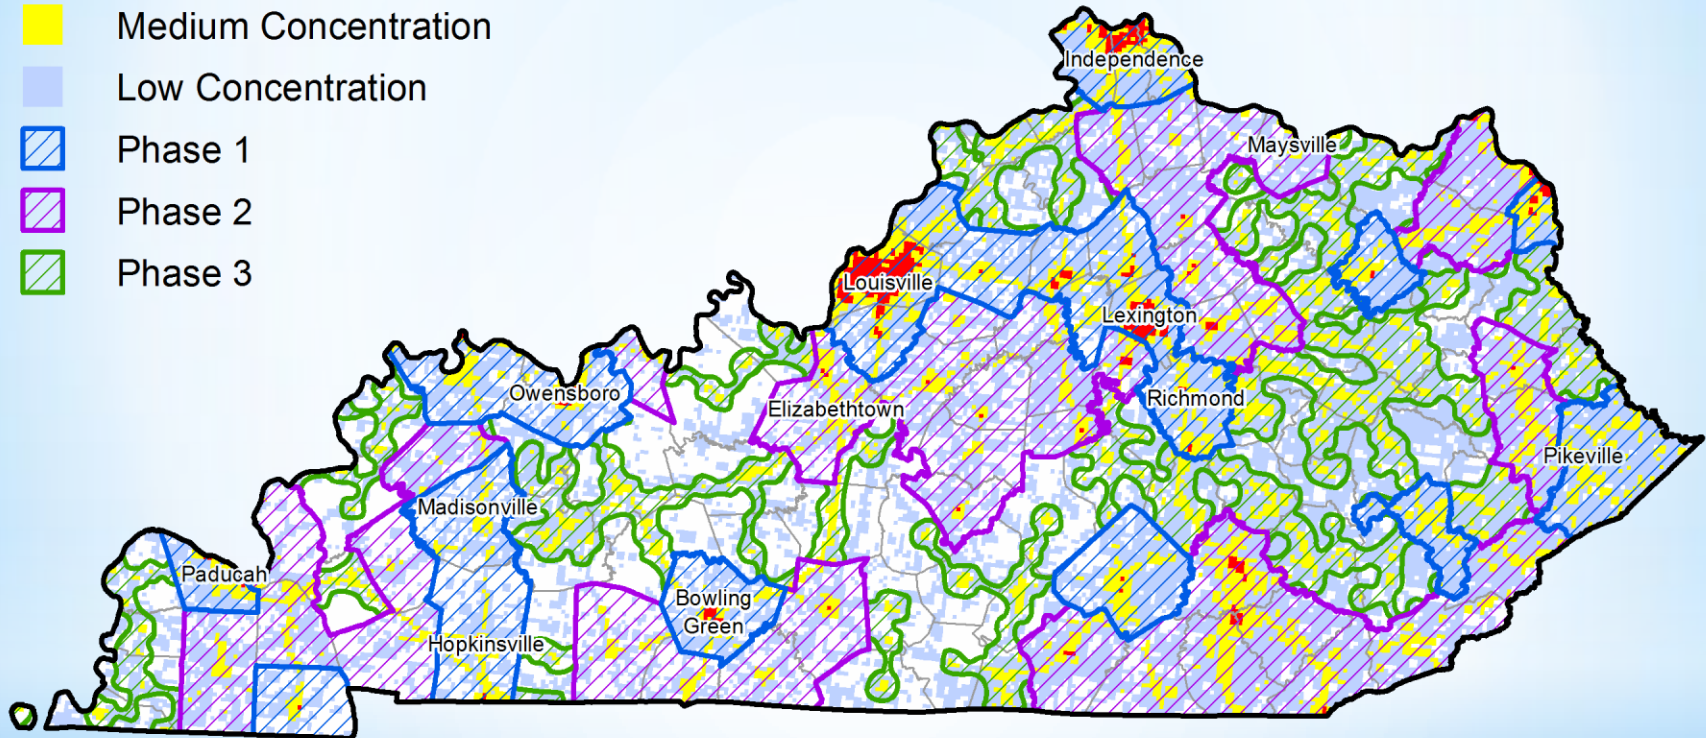 Medium Concentration
Low Concentration
Phase 1
Phase 2
Phase 3
Independence
Maysville
Louisville
Lexington
Owensboro
Elizabethtown
Richmond
Pikeville
Madisonville
Paducah
Bowling
Green
Hopkinsville